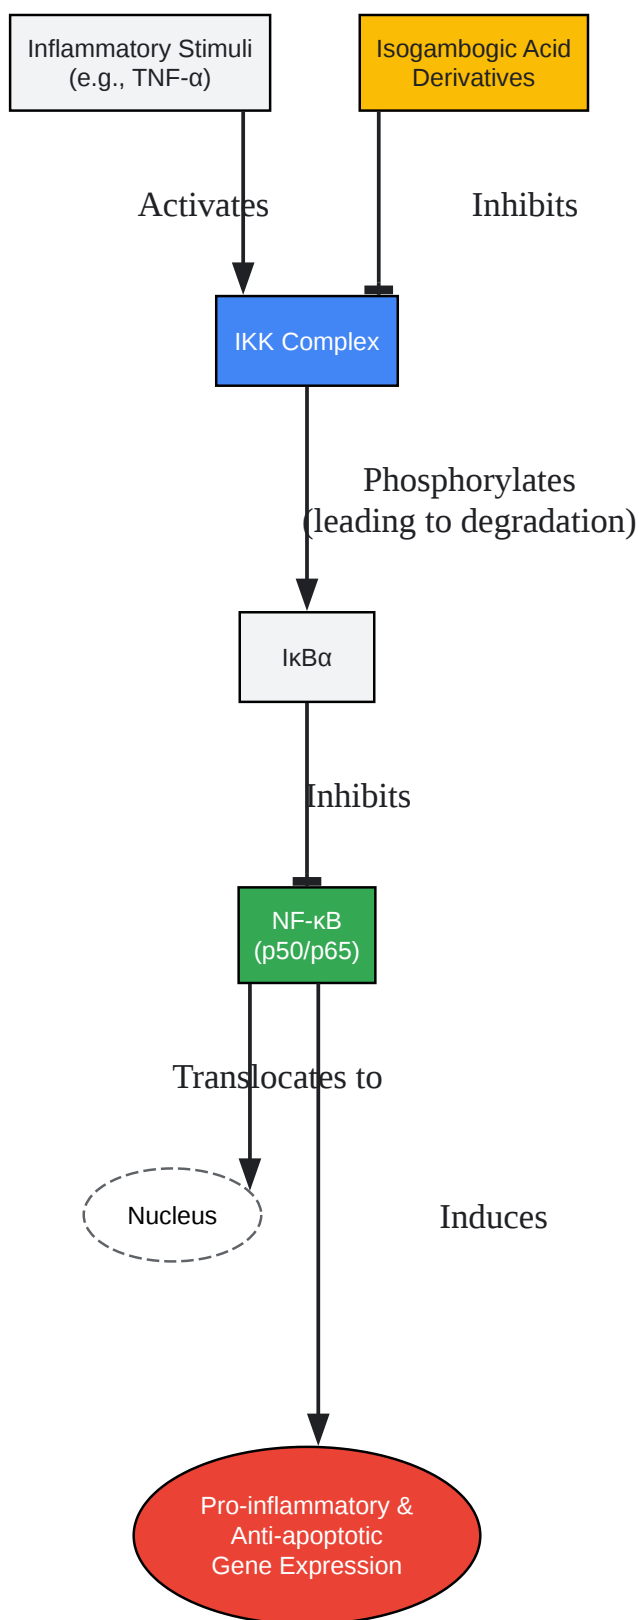 Inflammatory Stimuli
(e.g., TNF-α)
Isogambogic Acid
Derivatives
Activates
Inhibits
IKK Complex
Phosphorylates
(leading to degradation)
IκBα
Inhibits
NF-κB
(p50/p65)
Translocates to
Nucleus
Induces
Pro-inflammatory &
Anti-apoptotic
Gene Expression